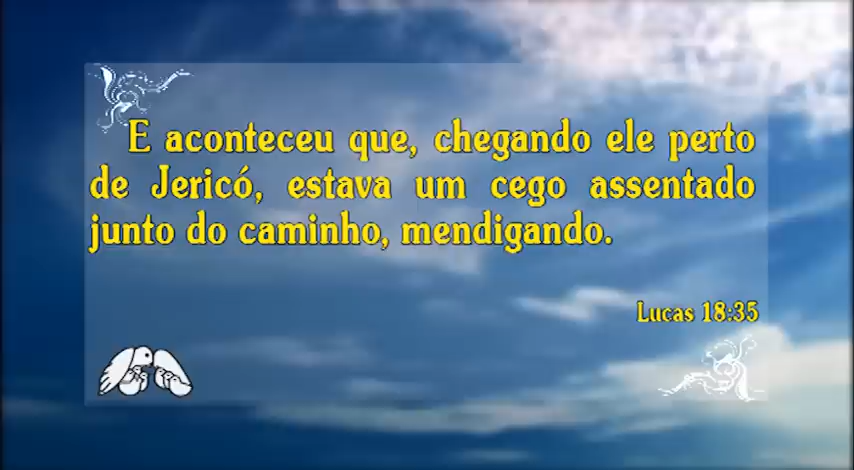 E aconteceu que, chegando ele perto
de Jericó, estava um cego assentado
junto do caminho, mendigando.
Lucas 18:35